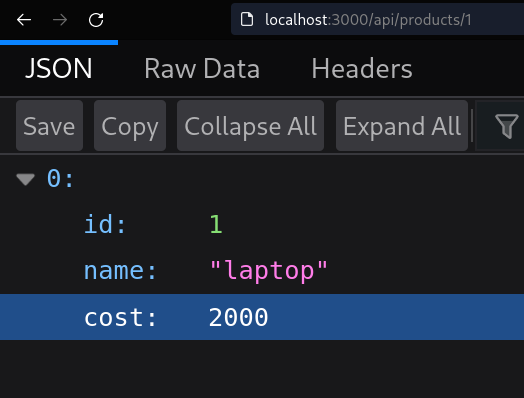 localhost:3000/api/products/1
JSON Raw Data Headers
Save Copy Collapse All Expand All
0:
id: 1
name: "laptop"
cost: 2000